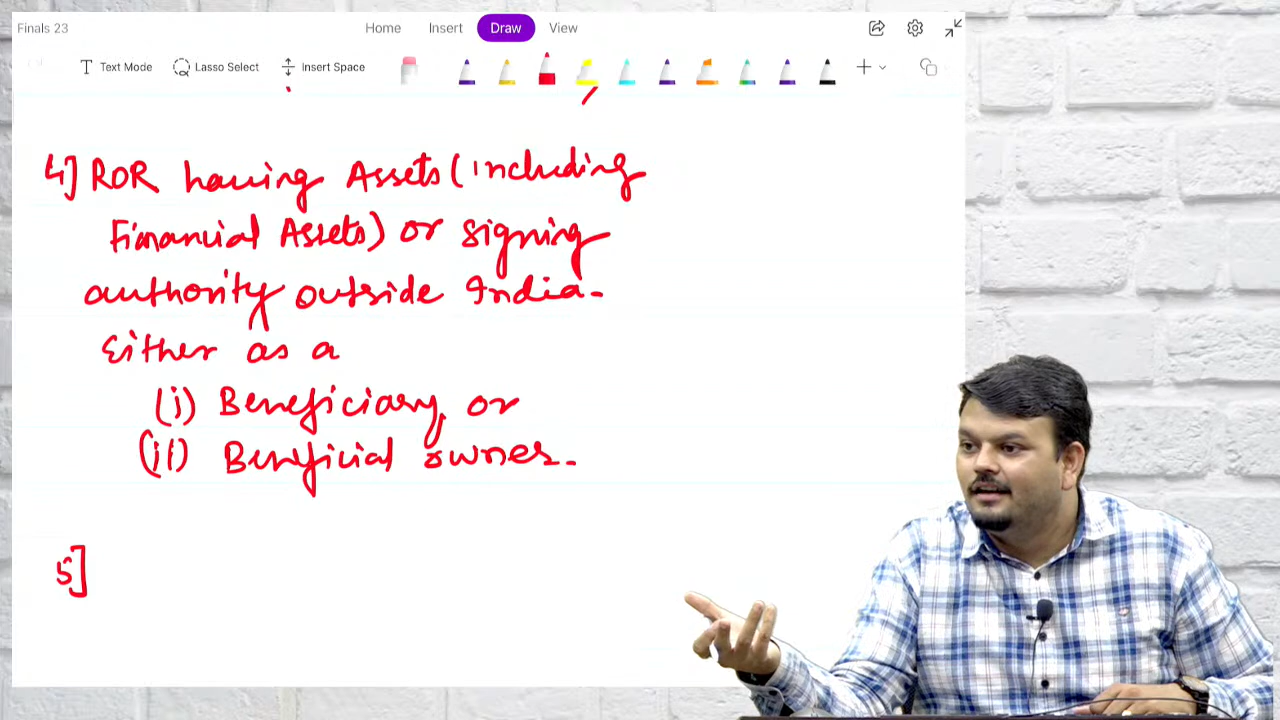 Finals 23
Home Insert Draw View
Text Mode Lasso Select Insert Space
4] ROR having Assets (including
Financial Assets) or signing
authority outside India.
Either as a
(i) Beneficiary, or
(ii) Beneficial owner.
5]